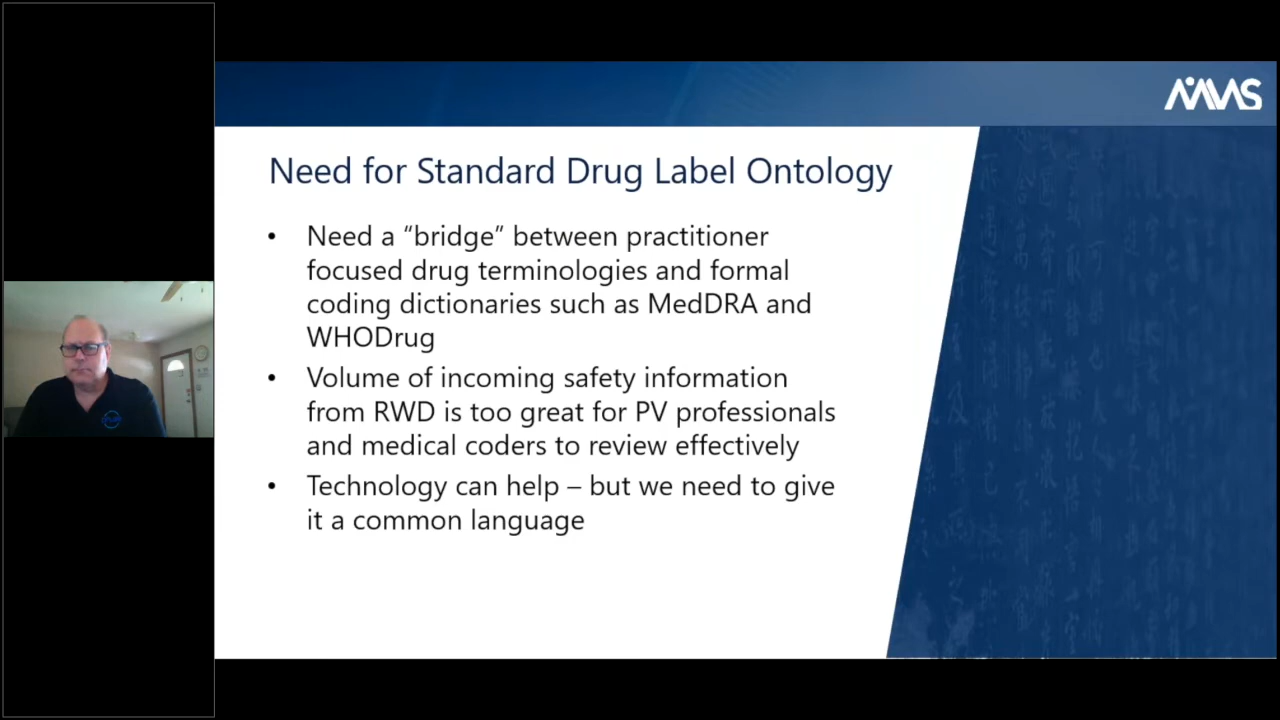 MMS
Need for Standard Drug Label Ontology
• Need a “bridge” between practitioner
focused drug terminologies and formal
coding dictionaries such as MedDRA and
WHODrug
• Volume of incoming safety information
from RWD is too great for PV professionals
and medical coders to review effectively
• Technology can help – but we need to give
it a common language